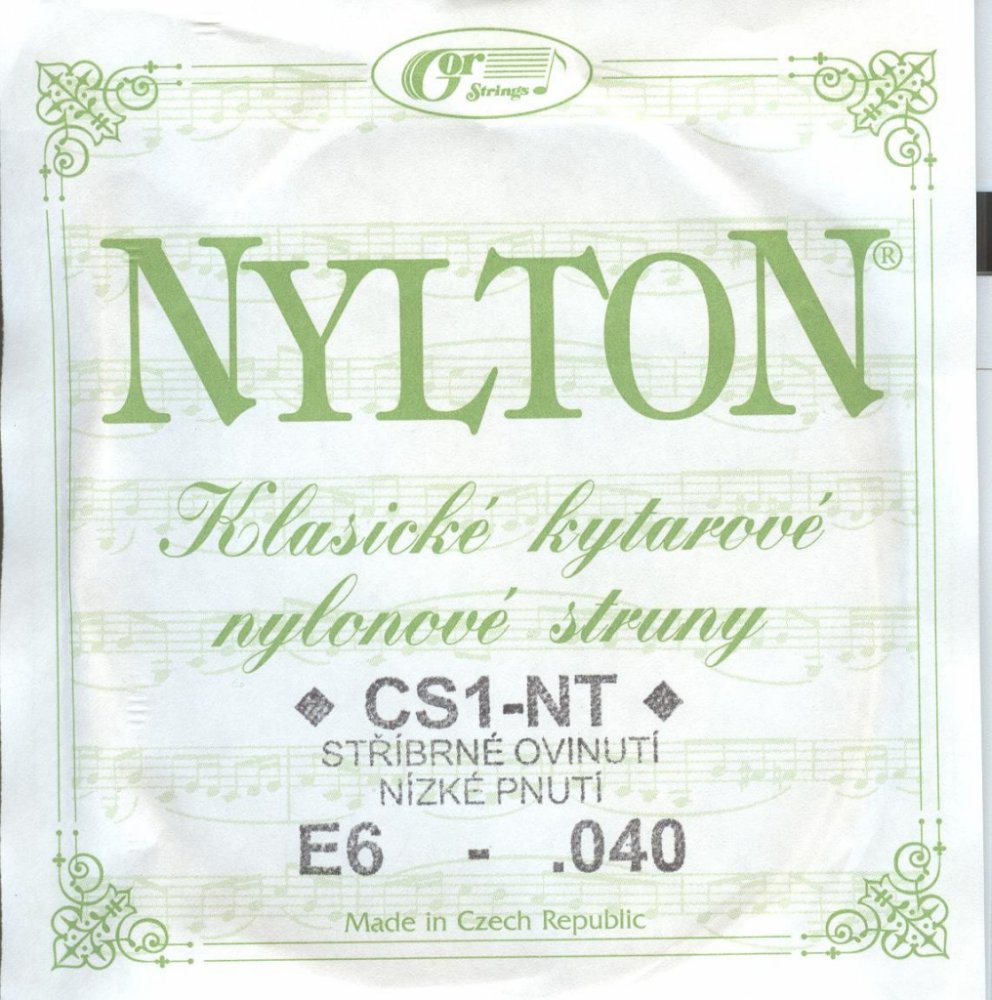 Gor
Strings
NYLTON®
Klasické kytarové
nylonové struny
◆ CS1-NT ◆
STŘÍBRNÉ OVINUTÍ
NÍZKÉ PNUTÍ
E6 - .040
Made in Czech Republic